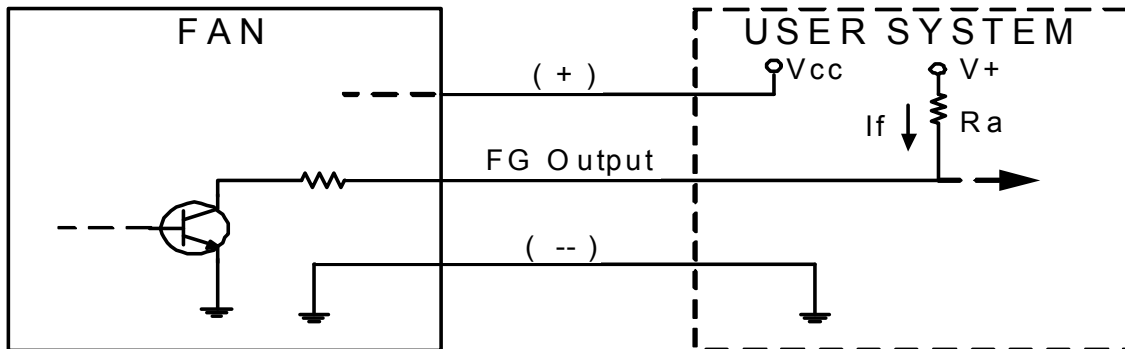 FAN
USER SYSTEM
Vcc
V+
( + )
If
Ra
FG Output
( -- )